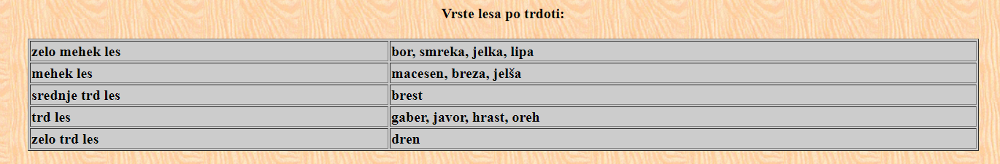 Vrste lesa po trdoti:
zelo mehek les bor, smreka, jelka, lipa
mehek les macesen, breza, jelša
srednje trd les brest
trd les gaber, javor, hrast, oreh
zelo trd les dren